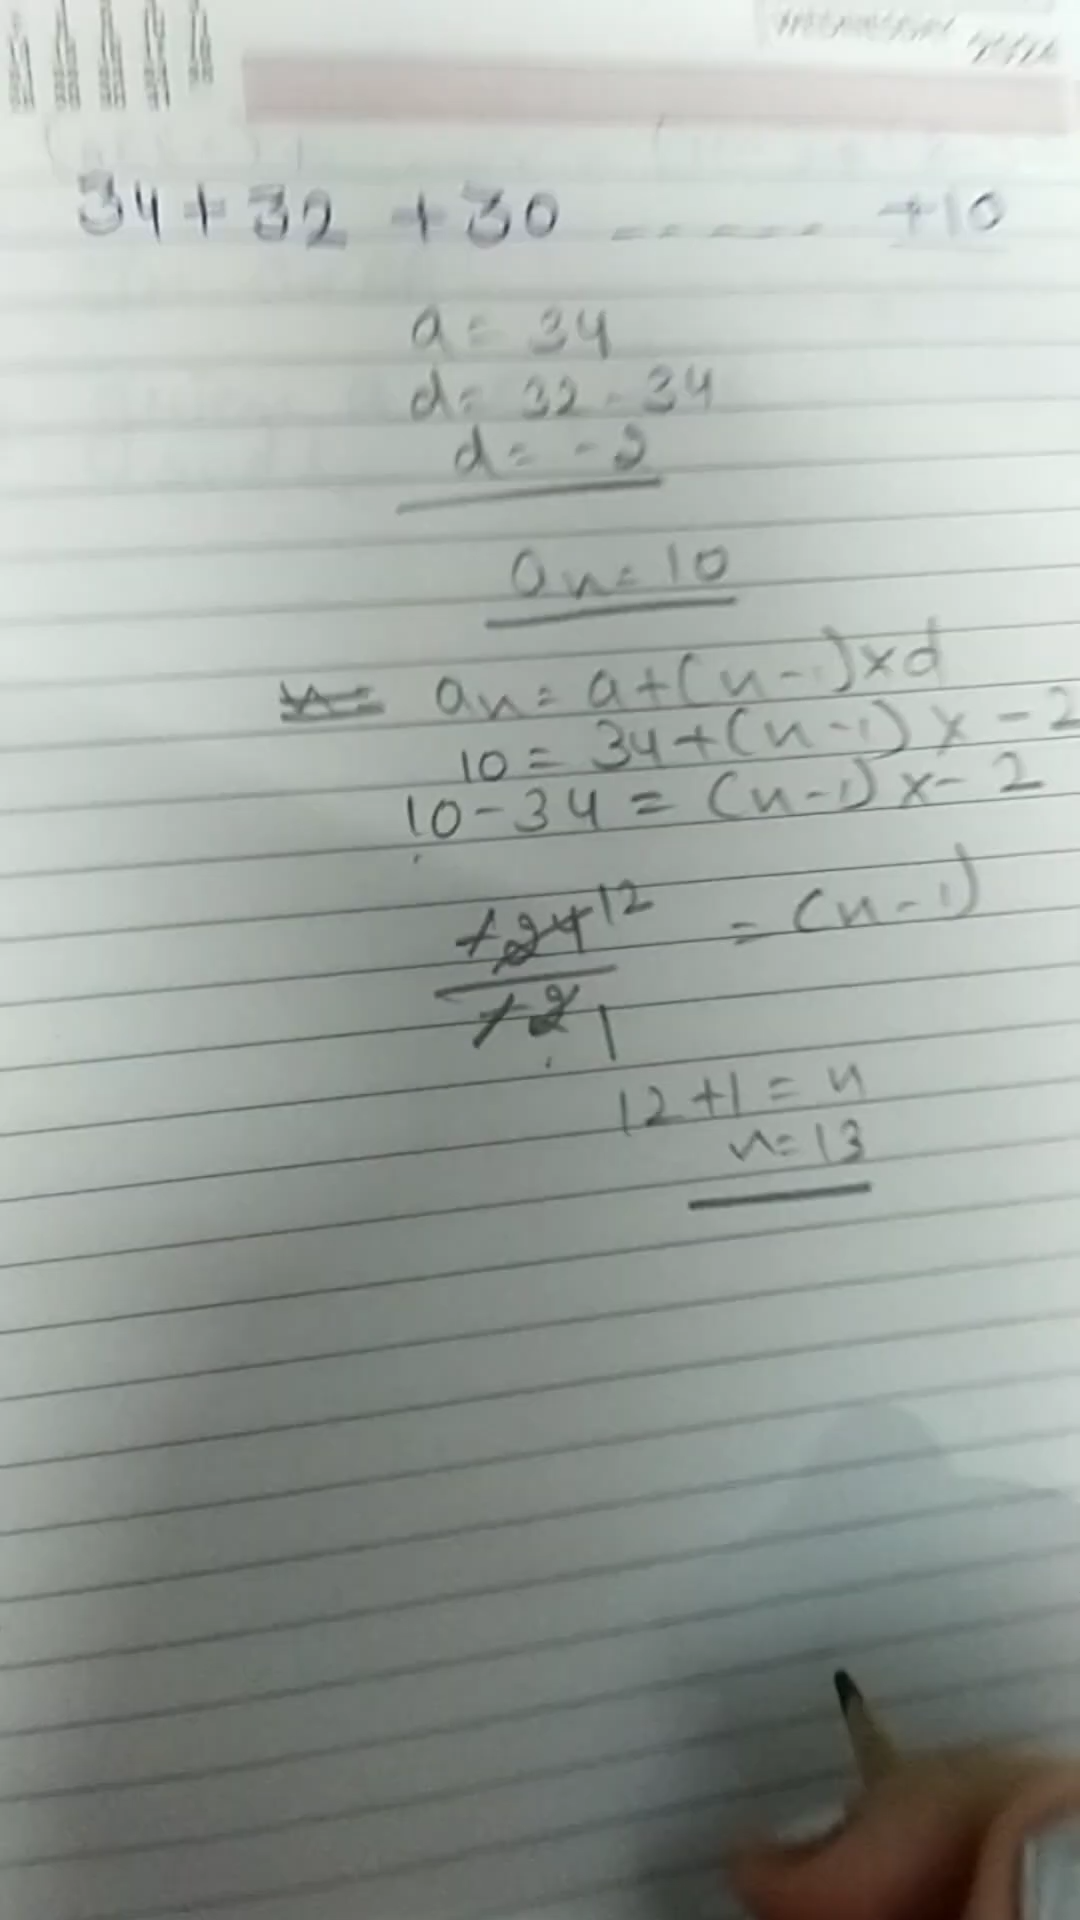 34+32 +30 ----- +10
a = 34
d = 32 - 34
d = -2
an = 10
an = a+(n-1)xd
10 = 34+(n-1) x -2
10-34 = (n-1) x - 2
-24 12
= (n-1)
-2 1
12+1 = n
n = 13